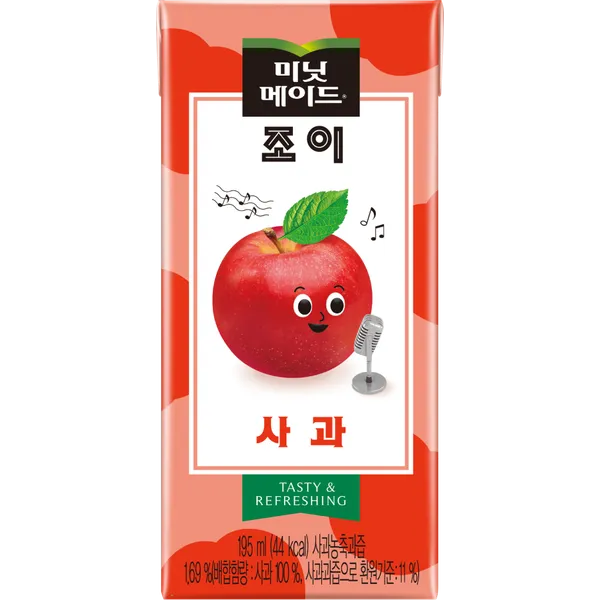 미닛
메이드®
죠이
사과
TASTY &
REFRESHING
195 ml (44 kcal) 사과농축과즙
1.69 %(배합함량 : 사과 100 %, 사과과즙으로 환원기준 : 11 %)